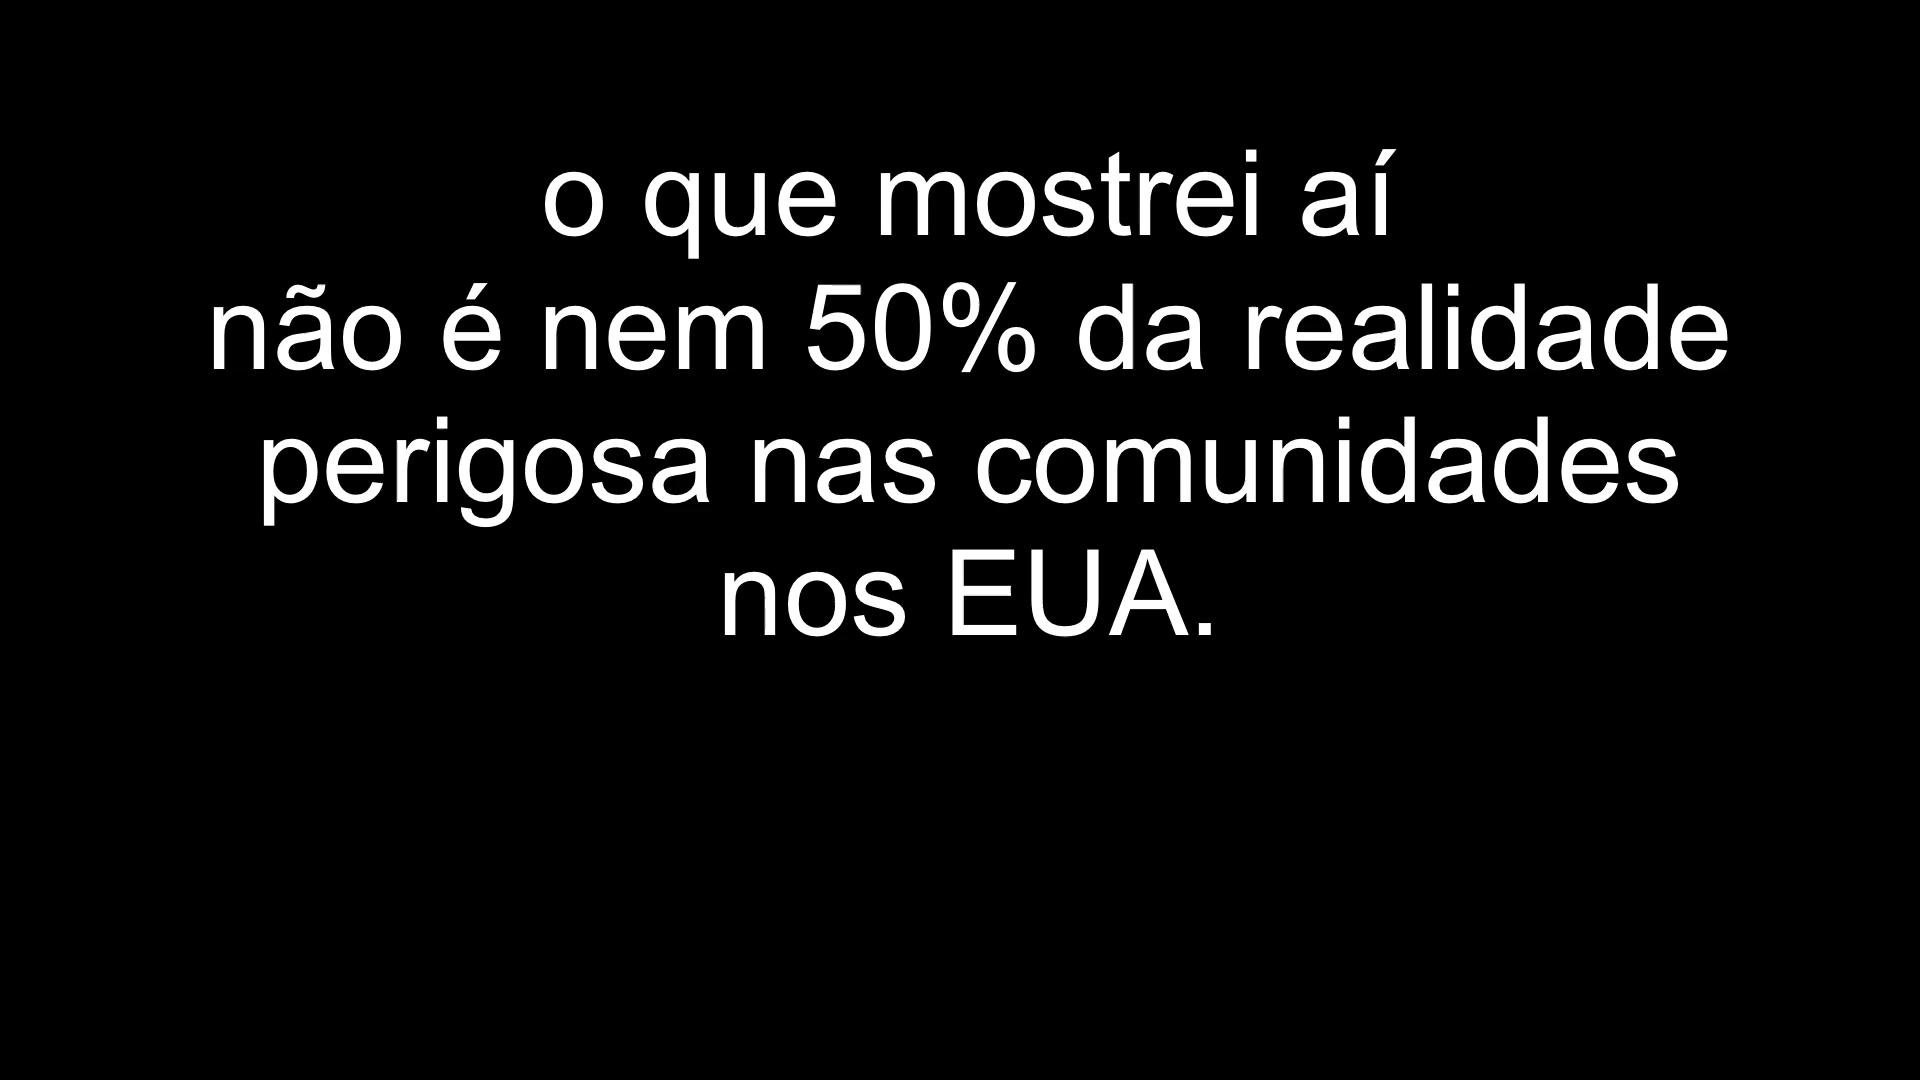 o que mostrei aí
não é nem 50% da realidade
perigosa nas comunidades
nos EUA.